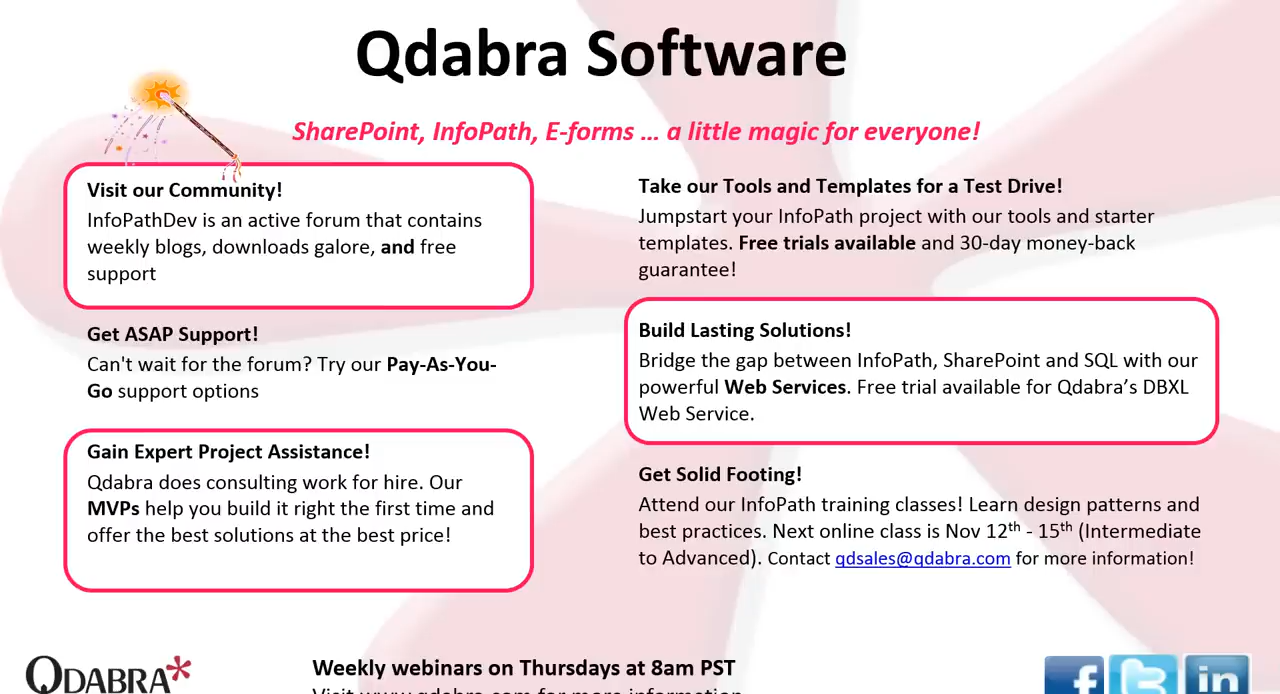 Qdabra Software
SharePoint, InfoPath, E-forms … a little magic for everyone!
Visit our Community!
InfoPathDev is an active forum that contains
weekly blogs, downloads galore, and free
support
Get ASAP Support!
Can't wait for the forum? Try our Pay-As-You-
Go support options
Gain Expert Project Assistance!
Qdabra does consulting work for hire. Our
MVPs help you build it right the first time and
offer the best solutions at the best price!
Take our Tools and Templates for a Test Drive!
Jumpstart your InfoPath project with our tools and starter
templates. Free trials available and 30-day money-back
guarantee!
Build Lasting Solutions!
Bridge the gap between InfoPath, SharePoint and SQL with our
powerful Web Services. Free trial available for Qdabra’s DBXL
Web Service.
Get Solid Footing!
Attend our InfoPath training classes! Learn design patterns and
best practices. Next online class is Nov 12th - 15th (Intermediate
to Advanced). Contact qdsales@qdabra.com for more information!
QDABRA
Weekly webinars on Thursdays at 8am PST
Visit www.qdabra.com for more information
f
in